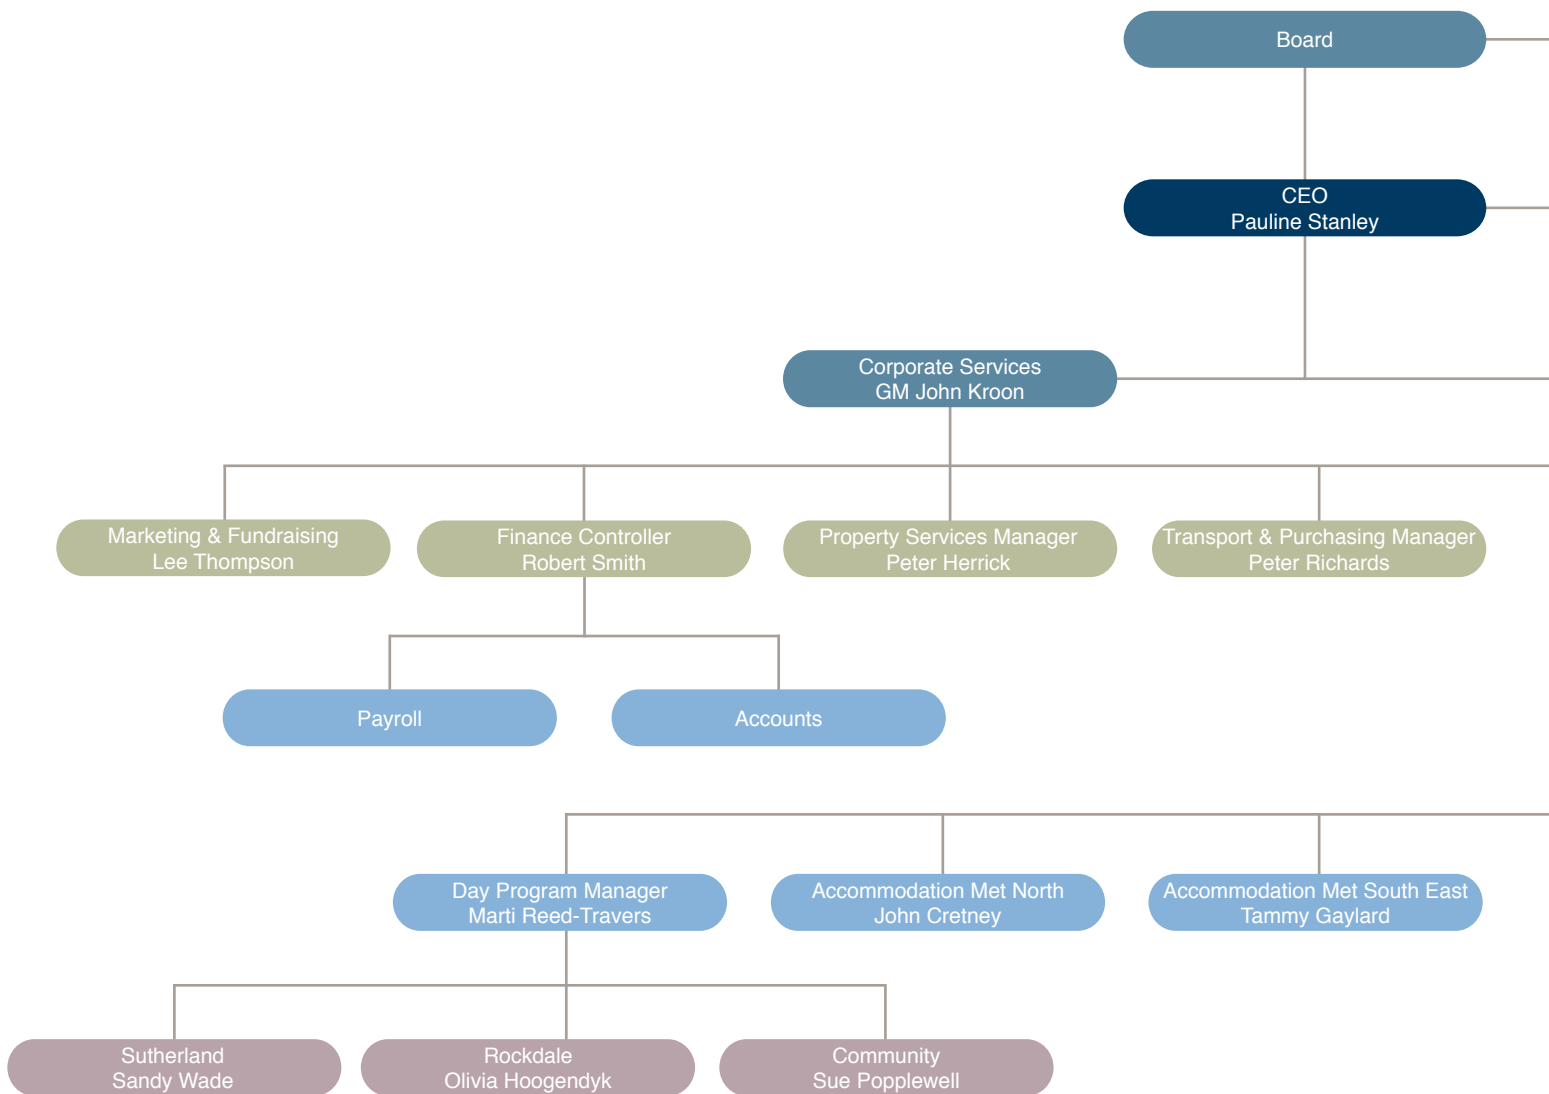 Board
CEO
Pauline Stanley
Corporate Services
GM John Kroon
Marketing & Fundraising
Lee Thompson
Finance Controller
Robert Smith
Property Services Manager
Peter Herrick
Transport & Purchasing Manager
Peter Richards
Payroll
Accounts
Day Program Manager
Marti Reed-Travers
Accommodation Met North
John Cretney
Accommodation Met South East
Tammy Gaylard
Sutherland
Sandy Wade
Rockdale
Olivia Hoogendyk
Community
Sue Popplewell